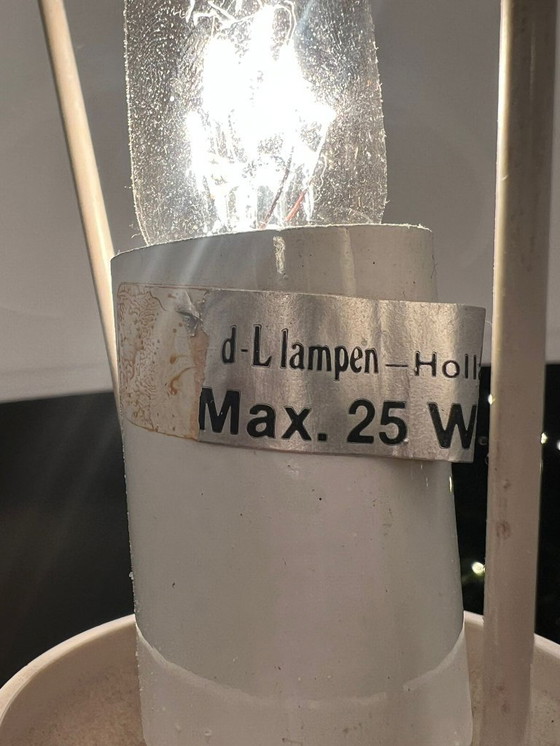 d-L lampen – Holl
Max. 25 W.